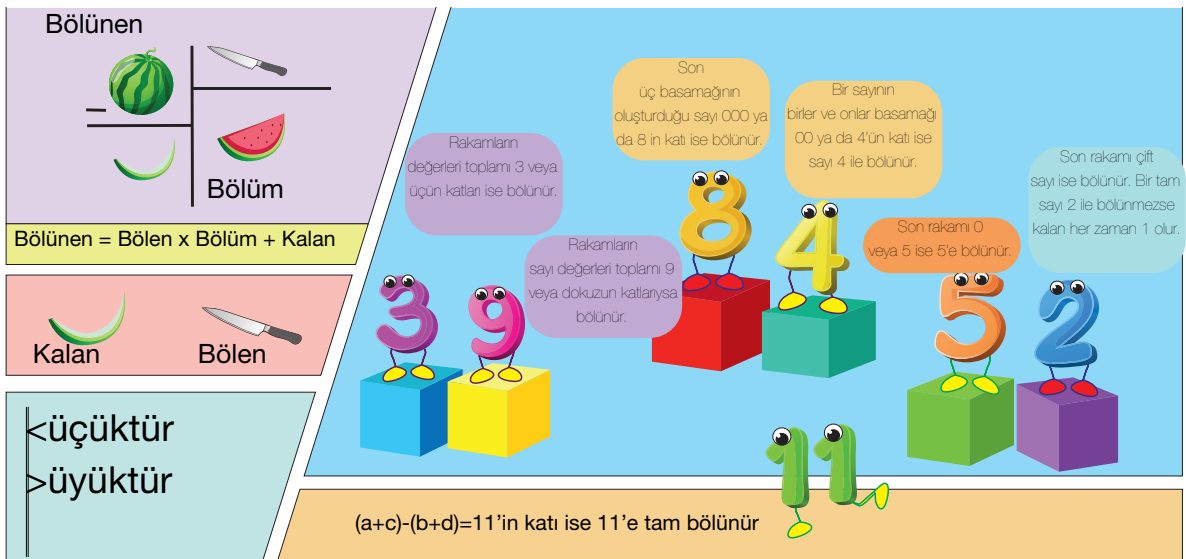 Bölünen
Bölüm
Bölünen = Bölen x Bölüm + Kalan
Kalan
Bölen
<üçüktür
>üyüktür
Rakamların
değerleri toplamı 3 veya
üçün katları ise bölünür.
Rakamların
sayı değerleri toplamı 9
veya dokuzun katlarıysa
bölünür.
Son
üç basamağının
oluşturduğu sayı 000 ya
da 8 in katı ise bölünür.
Bir sayının
birler ve onlar basamağı
00 ya da 4'ün katı ise
sayı 4 ile bölünür.
Son rakamı 0
veya 5 ise 5'e bölünür.
Son rakamı çift
sayı ise bölünür. Bir tam
sayı 2 ile bölünmezse
kalan her zaman 1 olur.
3
9
8
4
5
2
11
(a+c)-(b+d)=11'in katı ise 11'e tam bölünür